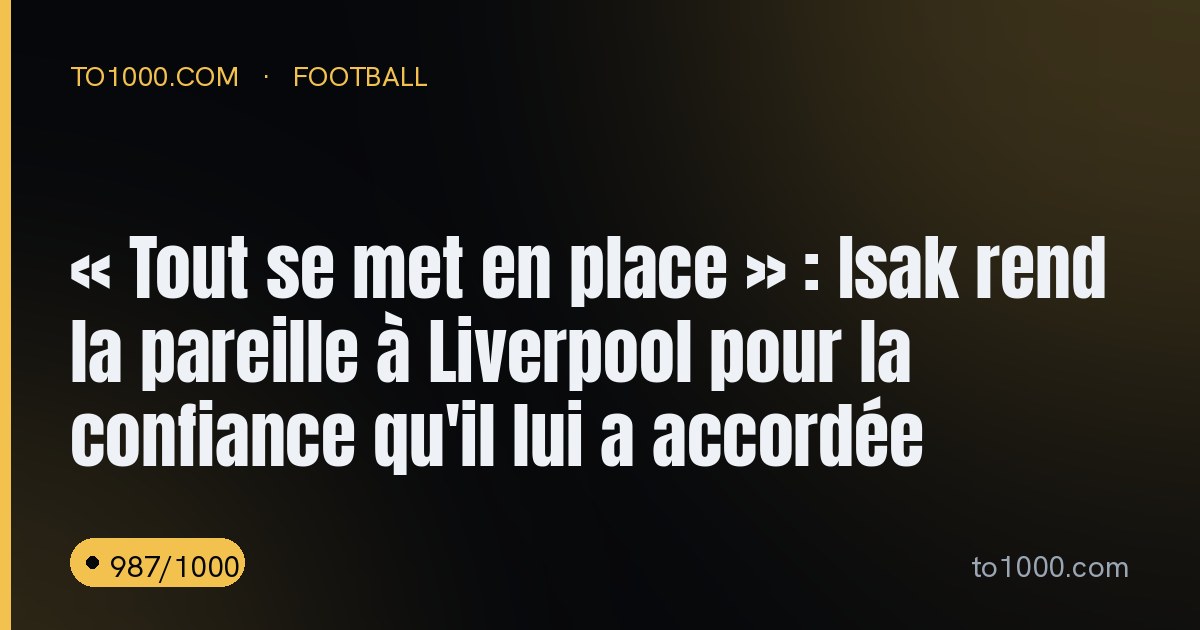 TO1000.COM · FOOTBALL
« Tout se met en place » : Isak rend
la pareille à Liverpool pour la
confiance qu'il lui a accordée
987/1000
to1000.com